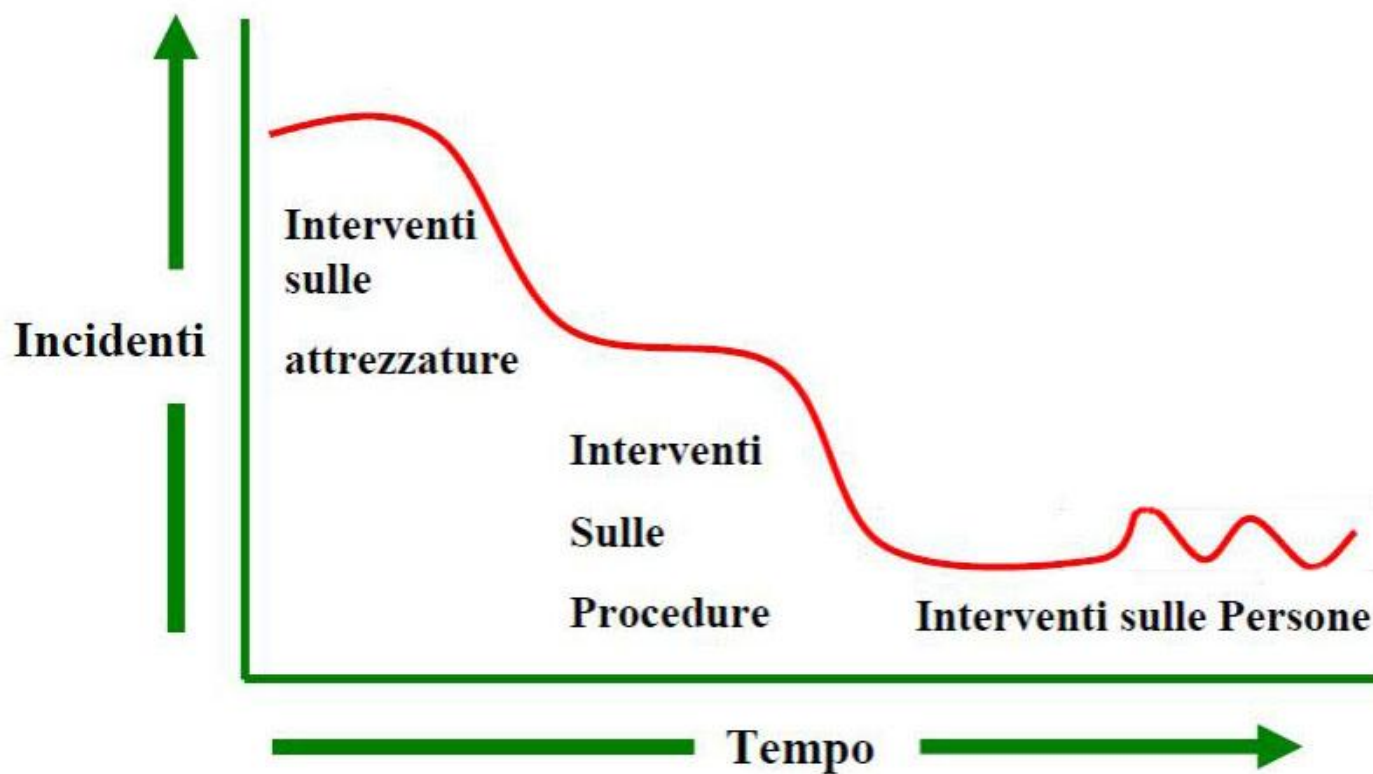 Interventi
sulle
attrezzature
Incidenti
Interventi
Sulle
Procedure
Interventi sulle Persone
Tempo